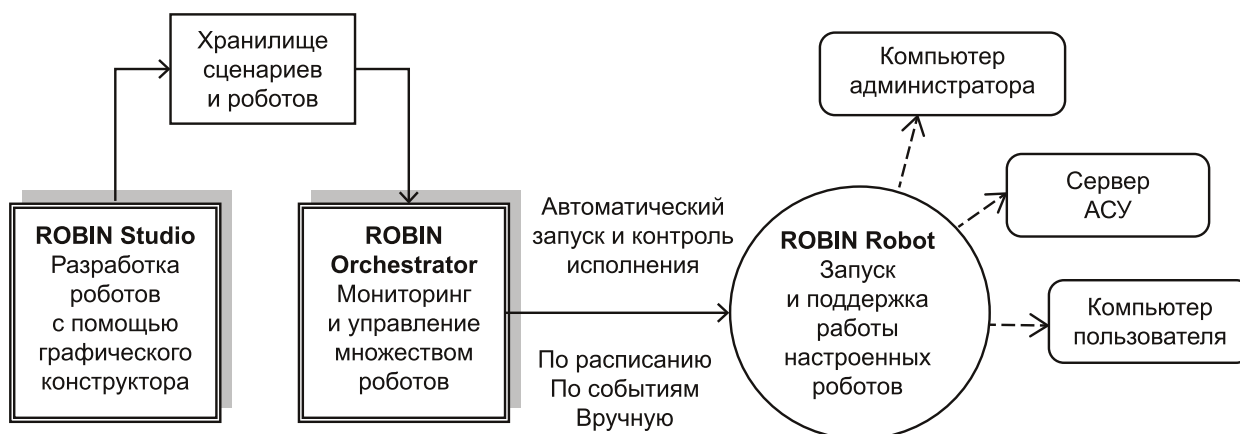 Хранилище
сценариев
и роботов
ROBIN Studio
Разработка
роботов
с помощью
графического
конструктора
ROBIN
Orchestrator
Мониторинг
и управление
множеством
роботов
Автоматический
запуск и контроль
исполнения
По расписанию
По событиям
Вручную
ROBIN Robot
Запуск
и поддержка
работы
настроенных
роботов
Компьютер
администратора
Сервер
АСУ
Компьютер
пользователя